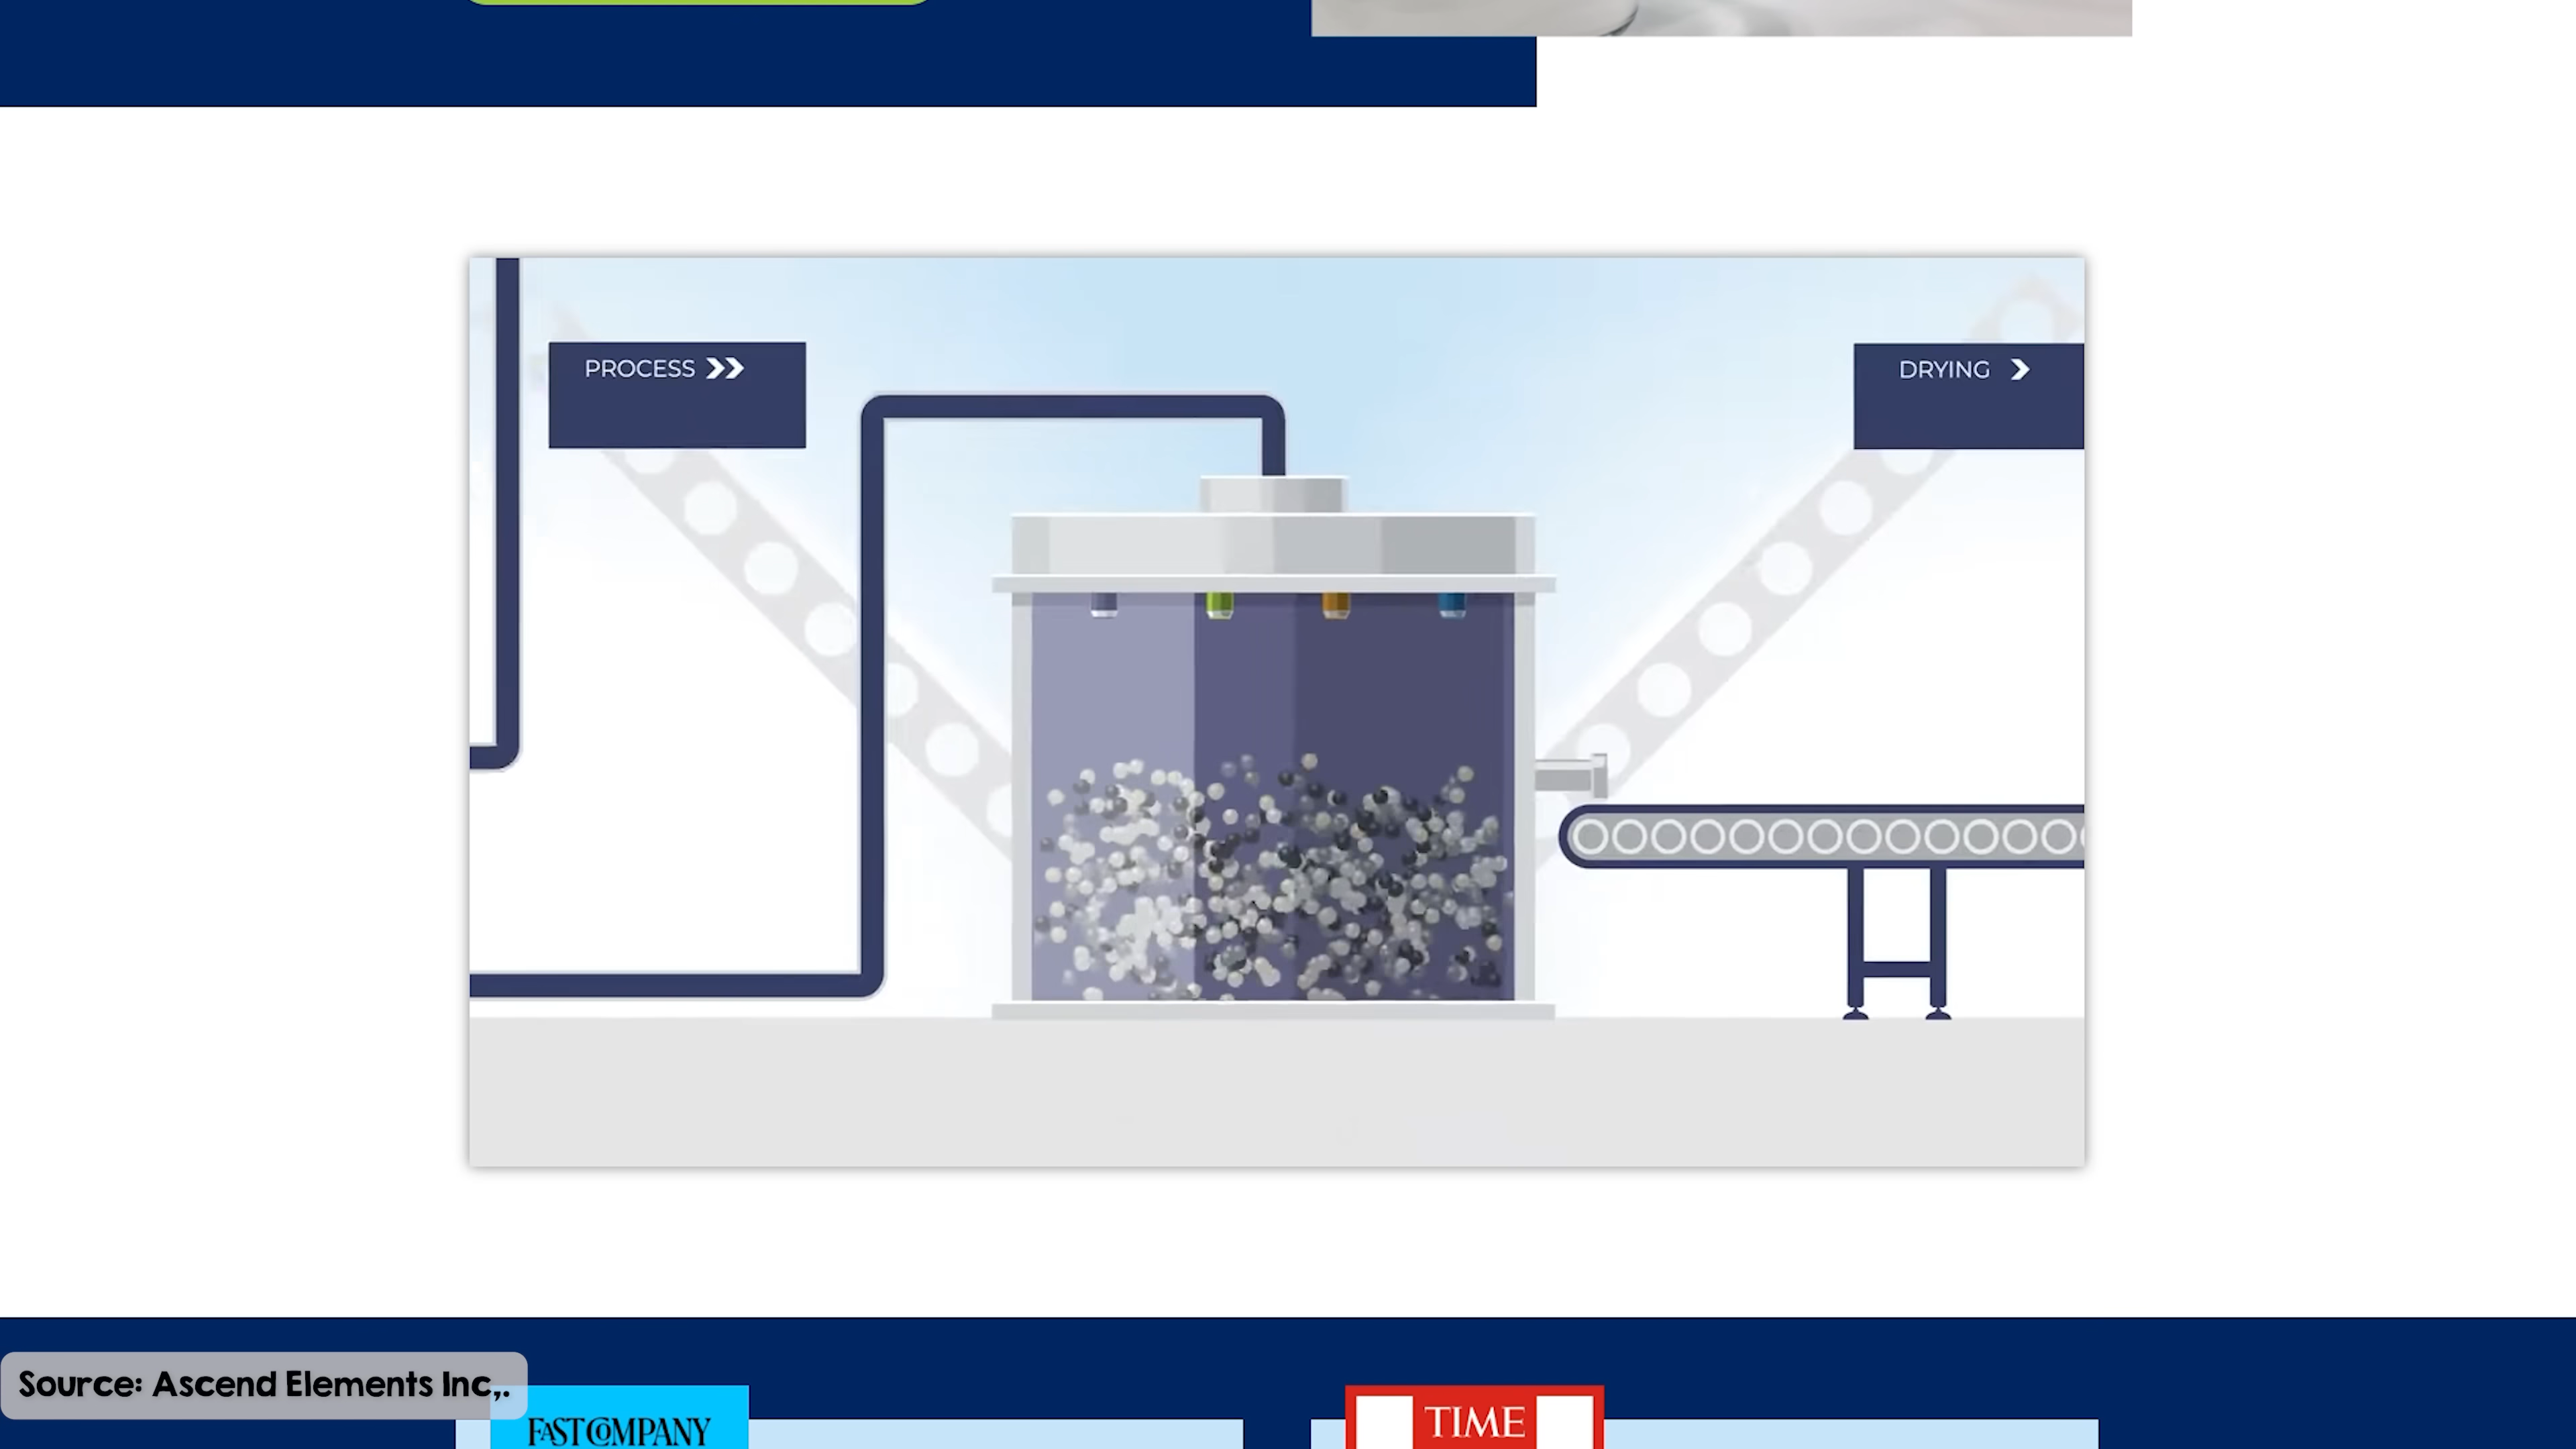 PROCESS
DRYING
Source: Ascend Elements Inc,.
FAST COMPANY
TIME